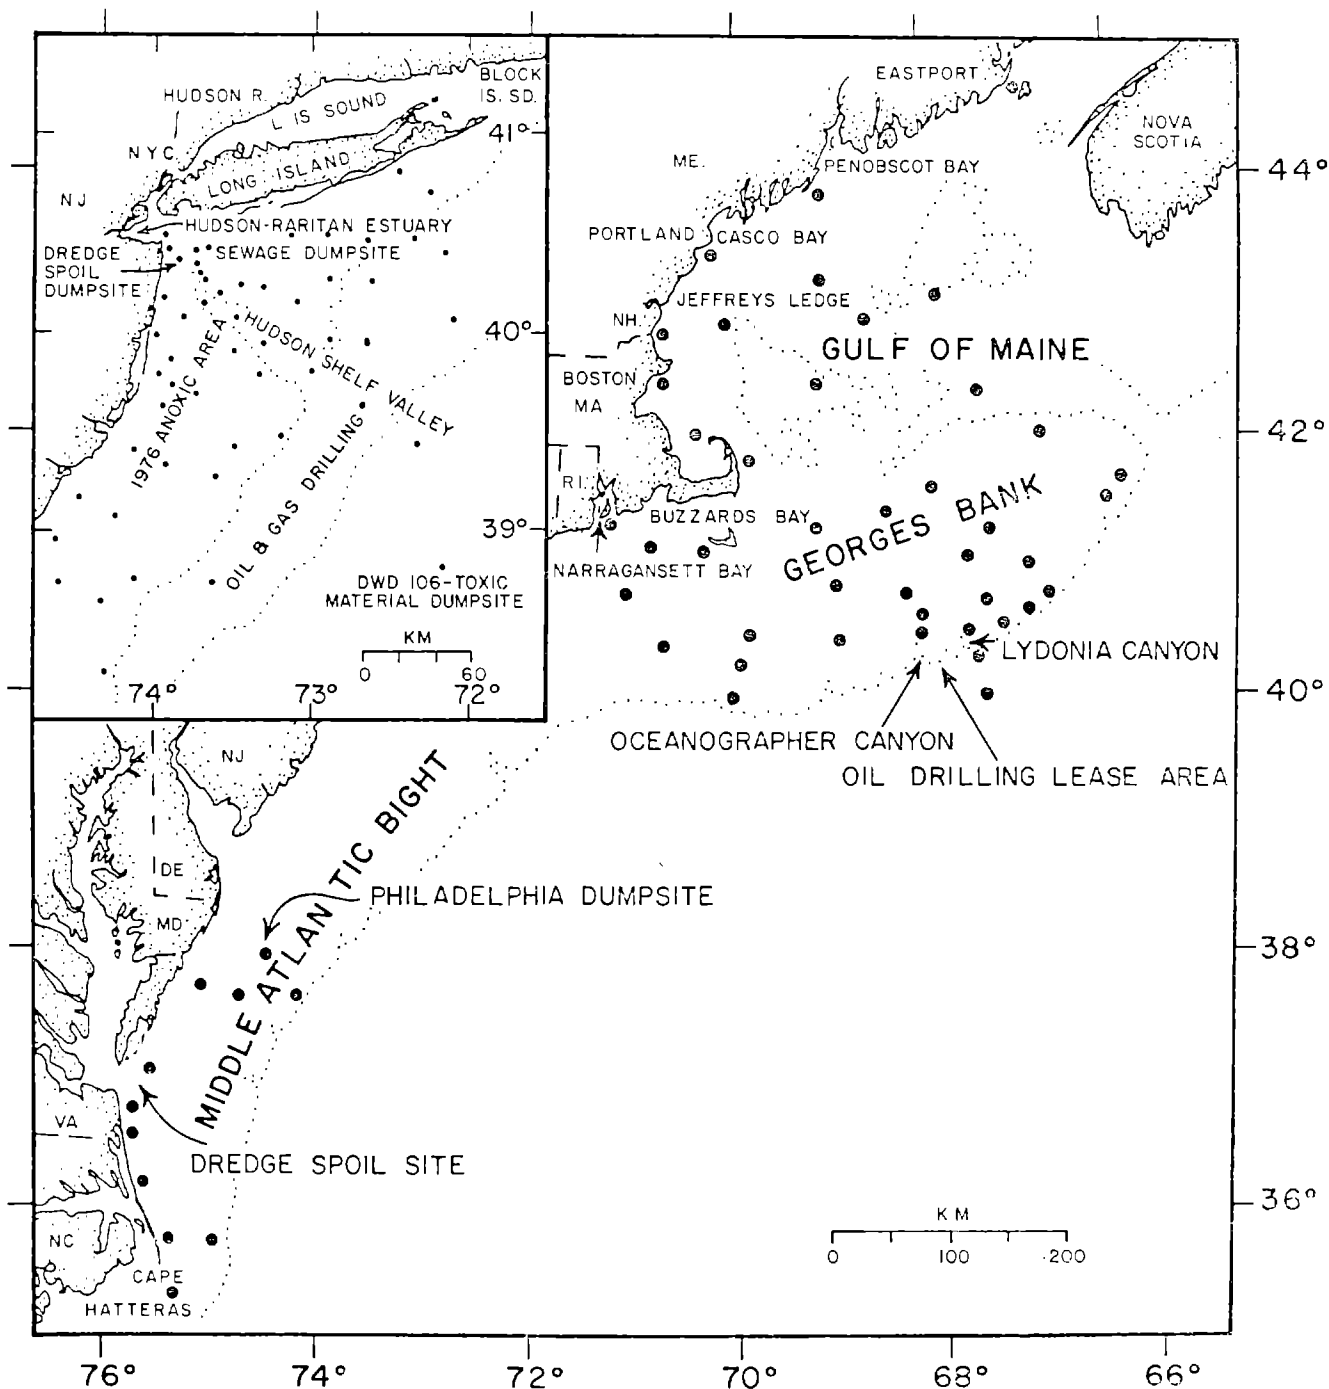 BLOCK
IS. SD.
HUDSON R.
L IS SOUND
41°
NYC
LONG ISLAND
NJ
HUDSON-RARITAN ESTUARY
SEWAGE DUMPSITE
DREDGE
SPOIL
DUMPSITE
40°
HUDSON SHELF VALLEY
1976 ANOXIC AREA
OIL & GAS DRILLING
39°
DWD 106-TOXIC
MATERIAL DUMPSITE
KM
0 60
74° 73° 72°
EASTPORT
NOVA
SCOTIA
ME.
PENOBSCOT BAY
44°
PORTLAND CASCO BAY
JEFFREYS LEDGE
NH
GULF OF MAINE
BOSTON
MA
42°
RI
BUZZARDS BAY
GEORGES BANK
NARRAGANSETT BAY
LYDONIA CANYON
40°
OCEANOGRAPHER CANYON
OIL DRILLING LEASE AREA
NJ
MIDDLE ATLANTIC BIGHT
DE
MD
PHILADELPHIA DUMPSITE
38°
VA
DREDGE SPOIL SITE
36°
NC
KM
0 100 200
CAPE
HATTERAS
76° 74° 72° 70° 68° 66°